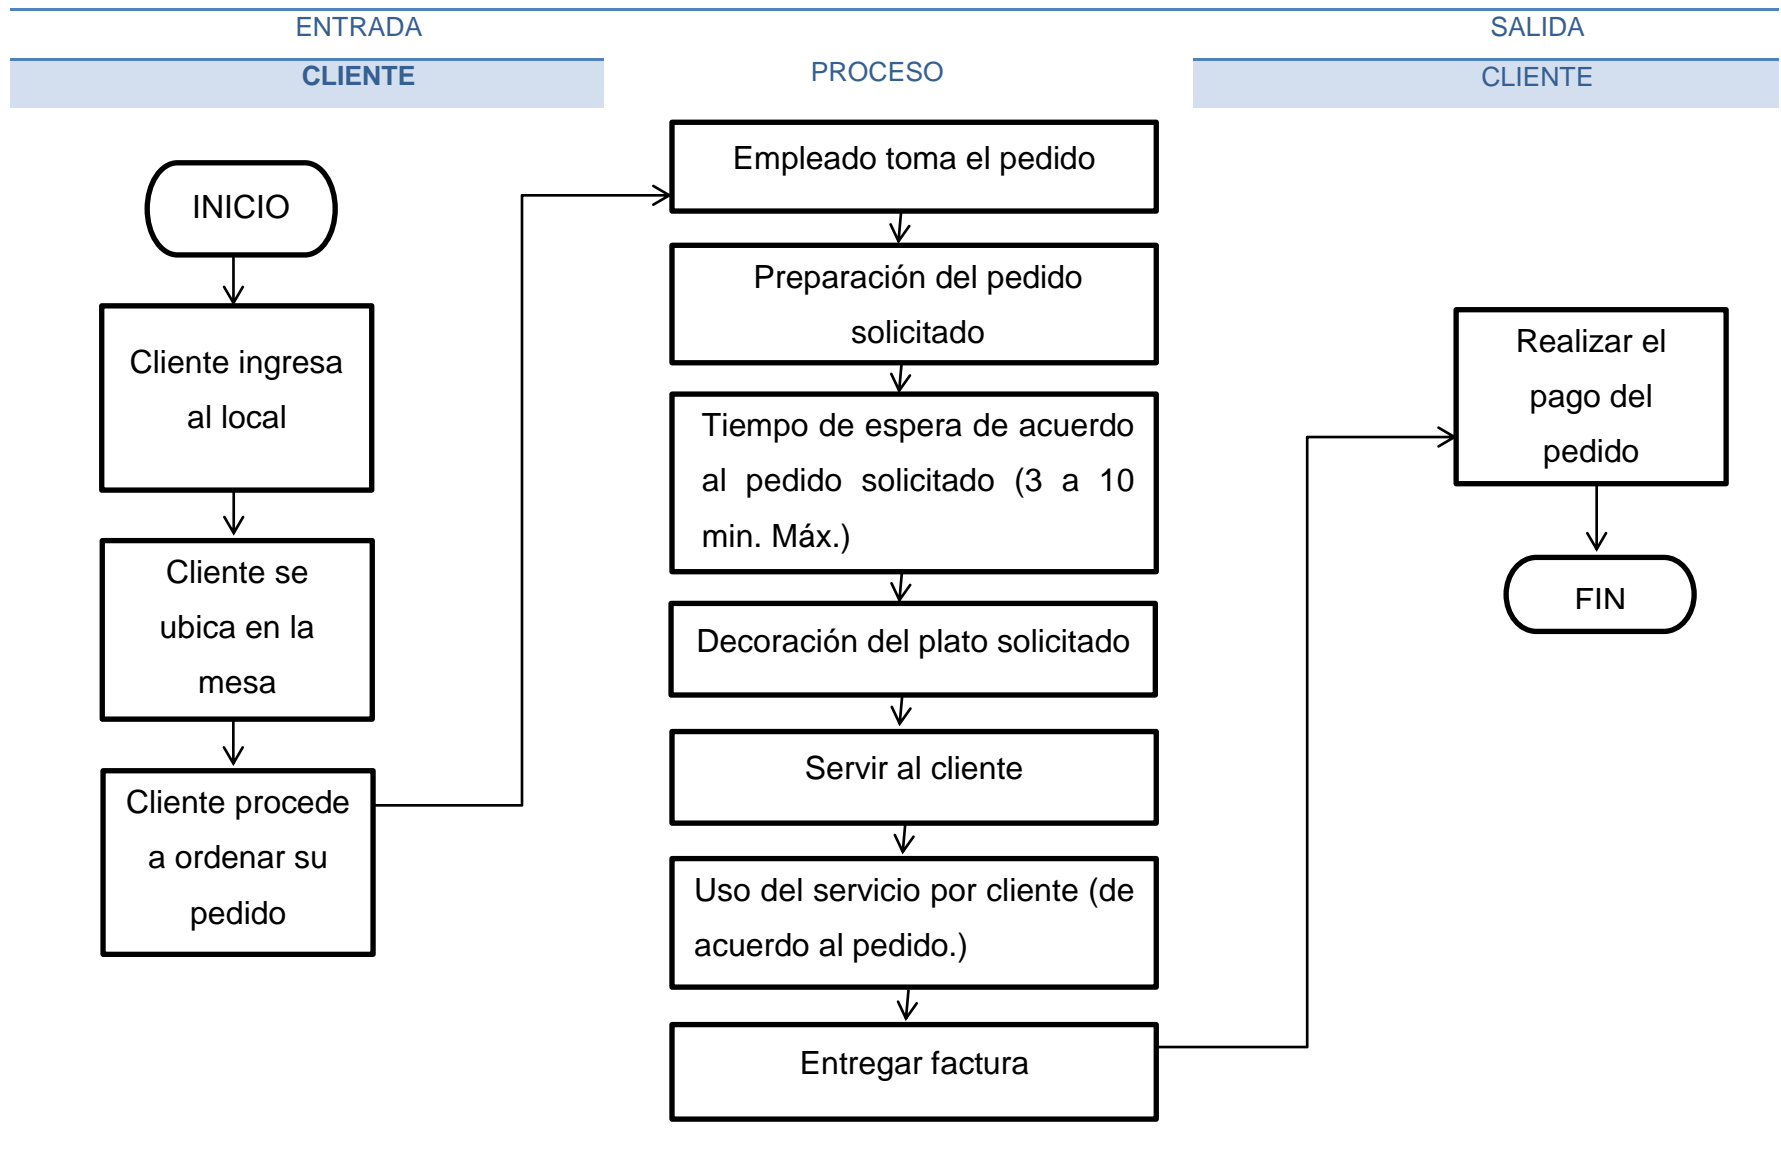 ENTRADA
SALIDA
CLIENTE
PROCESO
CLIENTE
INICIO
Cliente ingresa
al local
Cliente se
ubica en la
mesa
Cliente procede
a ordenar su
pedido
Empleado toma el pedido
Preparación del pedido
solicitado
Tiempo de espera de acuerdo
al pedido solicitado (3 a 10
min. Máx.)
Decoración del plato solicitado
Servir al cliente
Uso del servicio por cliente (de
acuerdo al pedido.)
Entregar factura
Realizar el
pago del
pedido
FIN